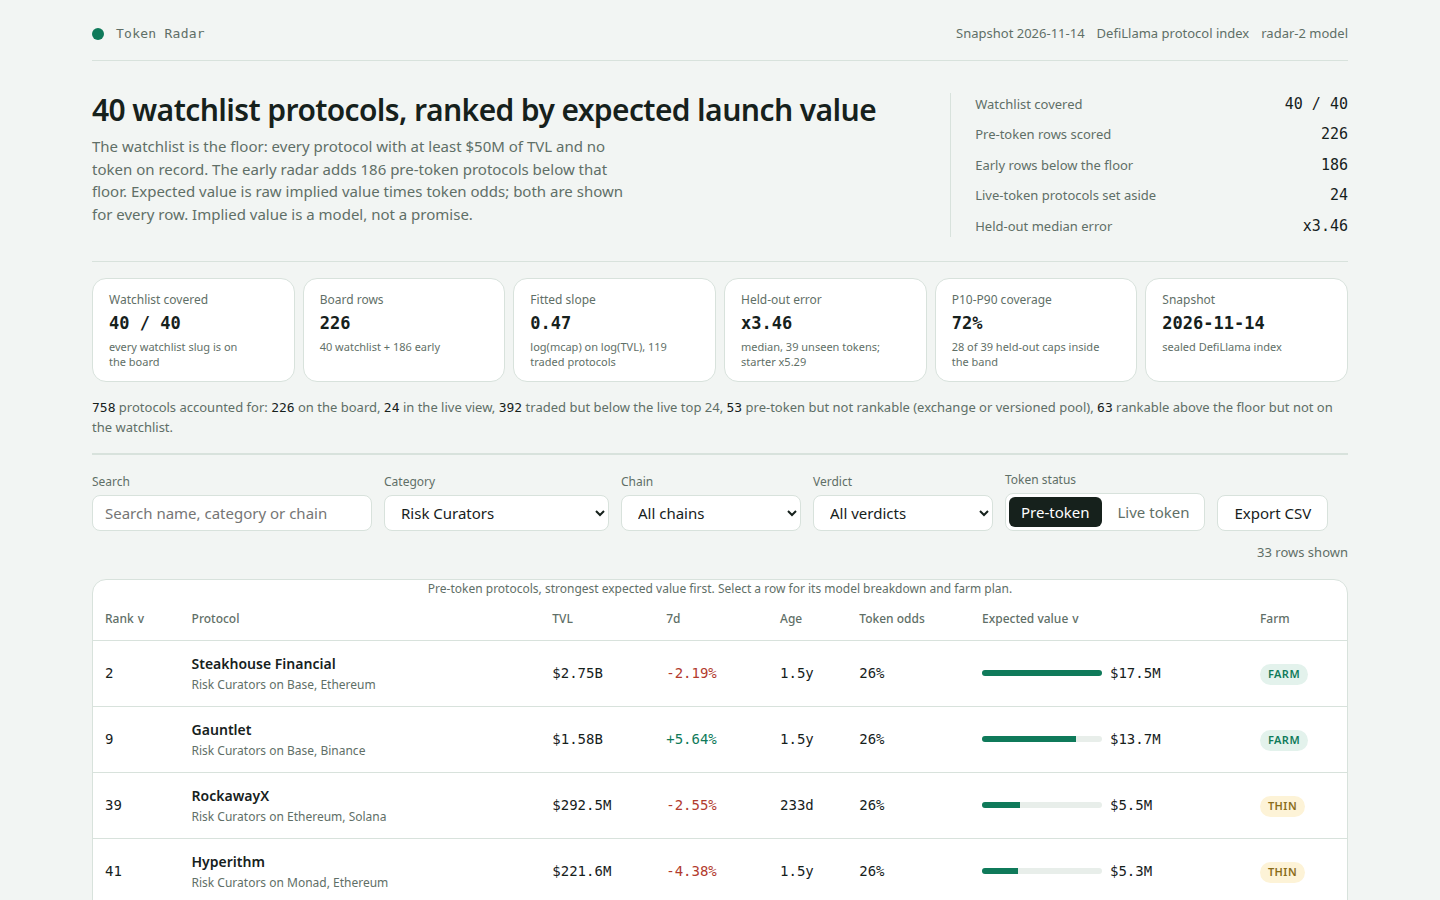 Token Radar
Snapshot 2026-11-14 DefiLlama protocol index radar-2 model
40 watchlist protocols, ranked by expected launch value
The watchlist is the floor: every protocol with at least $50M of TVL and no
token on record. The early radar adds 186 pre-token protocols below that
floor. Expected value is raw implied value times token odds; both are shown
for every row. Implied value is a model, not a promise.
Watchlist covered 40 / 40
Pre-token rows scored 226
Early rows below the floor 186
Live-token protocols set aside 24
Held-out median error x3.46
Watchlist covered
40 / 40
every watchlist slug is on
the board
Board rows
226
40 watchlist + 186 early
Fitted slope
0.47
log(mcap) on log(TVL), 119
traded protocols
Held-out error
x3.46
median, 39 unseen tokens;
starter x5.29
P10-P90 coverage
72%
28 of 39 held-out caps inside
the band
Snapshot
2026-11-14
sealed DefiLlama index
758 protocols accounted for: 226 on the board, 24 in the live view, 392 traded but below the live top 24, 53 pre-token but not rankable (exchange or versioned pool), 63 rankable above the floor but not on
the watchlist.
Search Category Chain Verdict Token status
Search name, category or chain Risk Curators All chains All verdicts Pre-token Live token Export CSV
33 rows shown
Pre-token protocols, strongest expected value first. Select a row for its model breakdown and farm plan.
Rank v Protocol TVL 7d Age Token odds Expected value v Farm
2 Steakhouse Financial $2.75B -2.19% 1.5y 26% $17.5M FARM
Risk Curators on Base, Ethereum
9 Gauntlet $1.58B +5.64% 1.5y 26% $13.7M FARM
Risk Curators on Base, Binance
39 RockawayX $292.5M -2.55% 233d 26% $5.5M THIN
Risk Curators on Ethereum, Solana
41 Hyperithm $221.6M -4.38% 1.5y 26% $5.3M THIN
Risk Curators on Monad, Ethereum